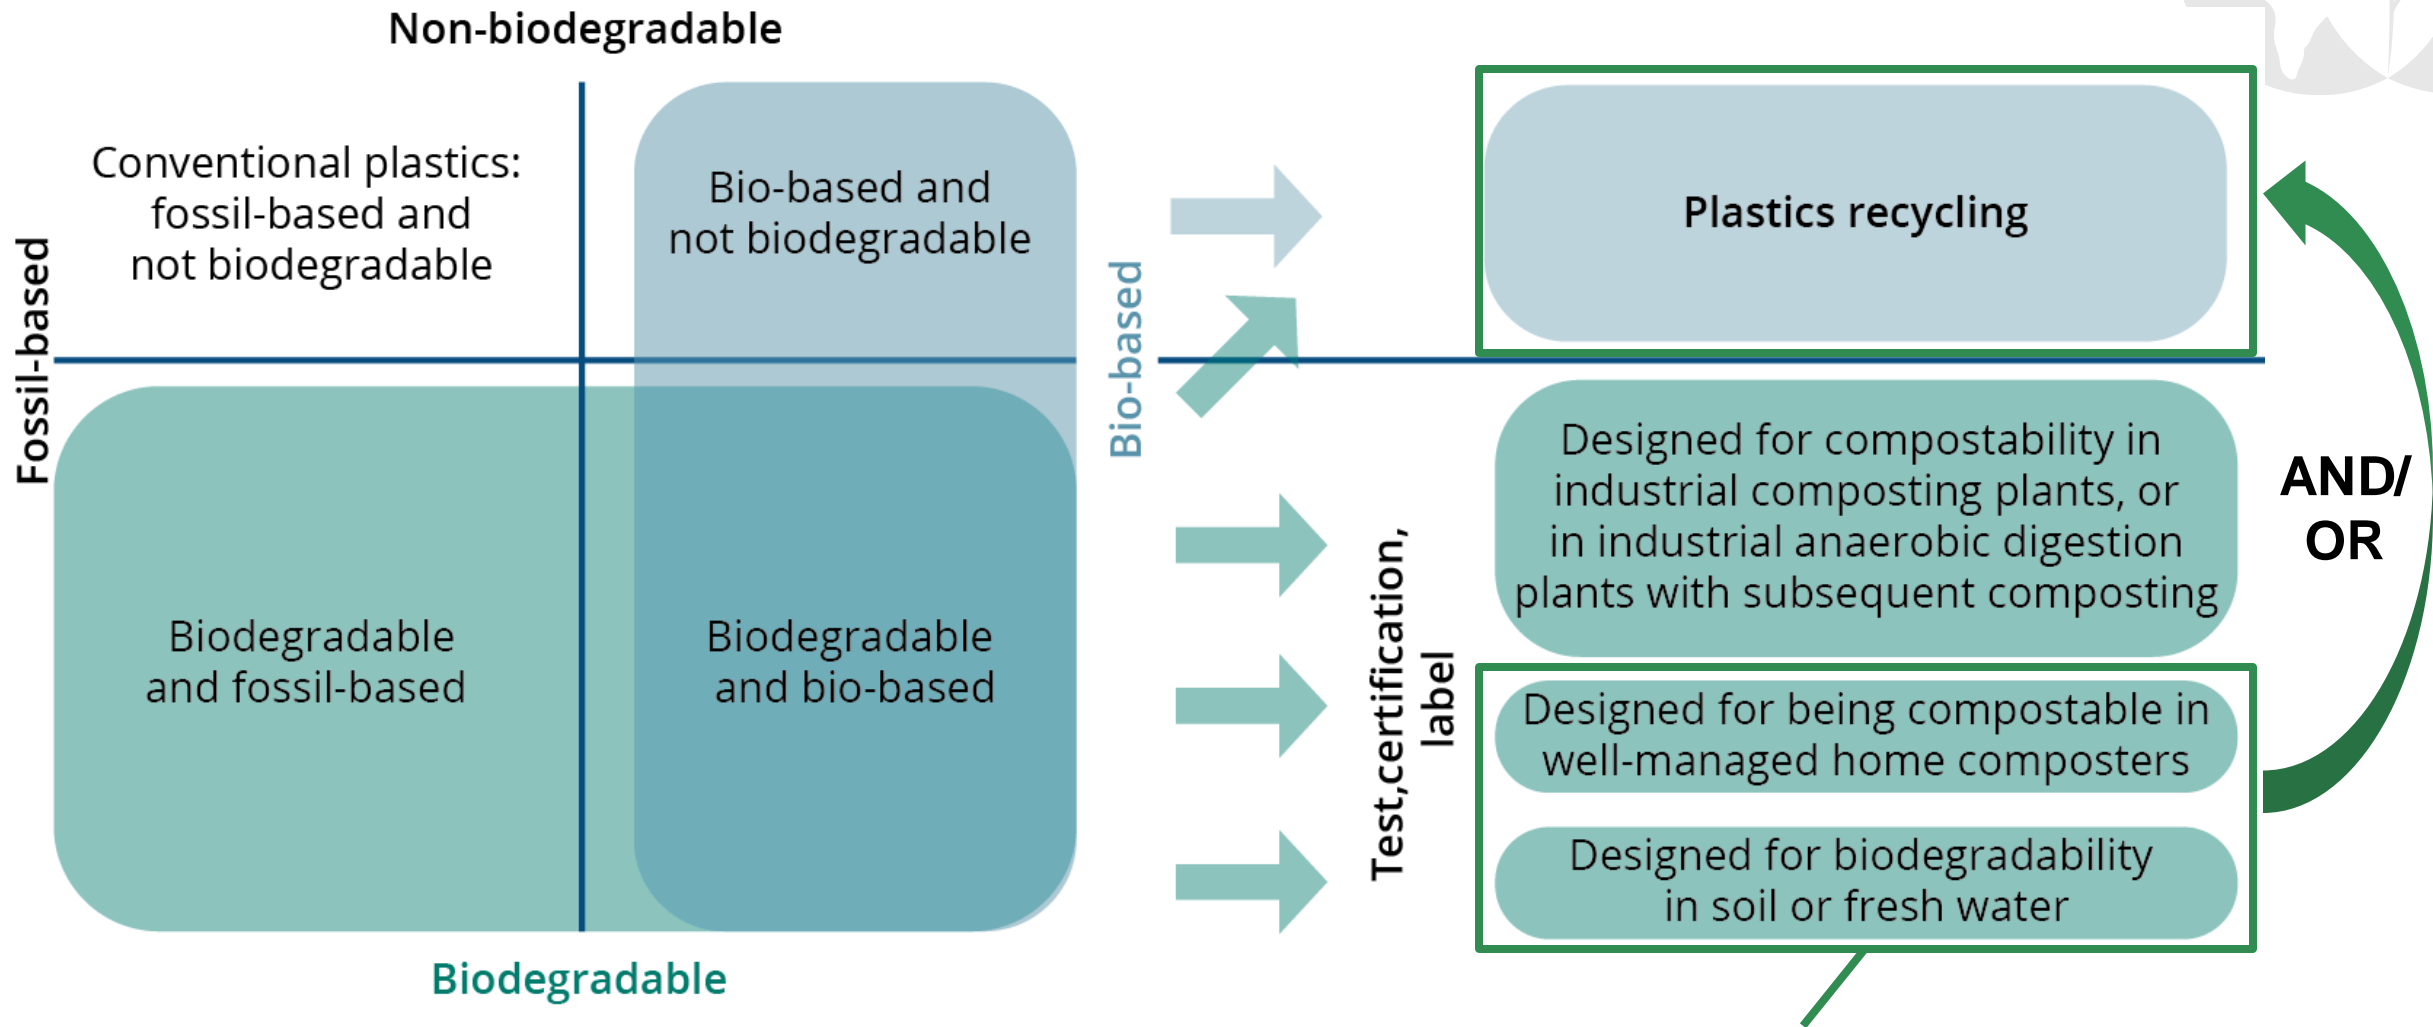 Non-biodegradable
Fossil-based
Conventional plastics:
fossil-based and
not biodegradable
Bio-based and
not biodegradable
Biodegradable
and fossil-based
Biodegradable
and bio-based
Biodegradable
Bio-based
Test,certification,
label
Plastics recycling
Designed for compostability in
industrial composting plants, or
in industrial anaerobic digestion
plants with subsequent composting
Designed for being compostable in
well-managed home composters
Designed for biodegradability
in soil or fresh water
AND/
OR